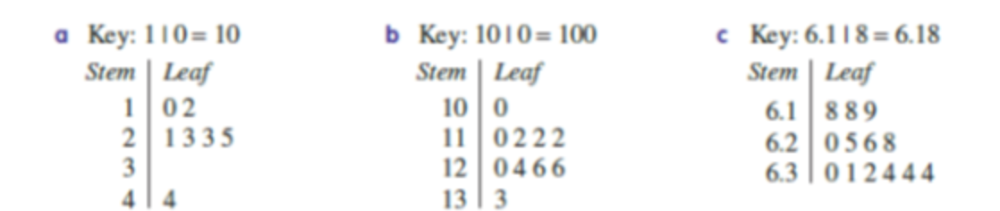 a Key: 1 | 0 = 10
Stem | Leaf
1 | 0 2
2 | 1 3 3 5
3 |
4 | 4
b Key: 10 | 0 = 100
Stem | Leaf
10 | 0
11 | 0 2 2 2
12 | 0 4 6 6
13 | 3
c Key: 6.1 | 8 = 6.18
Stem | Leaf
6.1 | 8 8 9
6.2 | 0 5 6 8
6.3 | 0 1 2 4 4 4